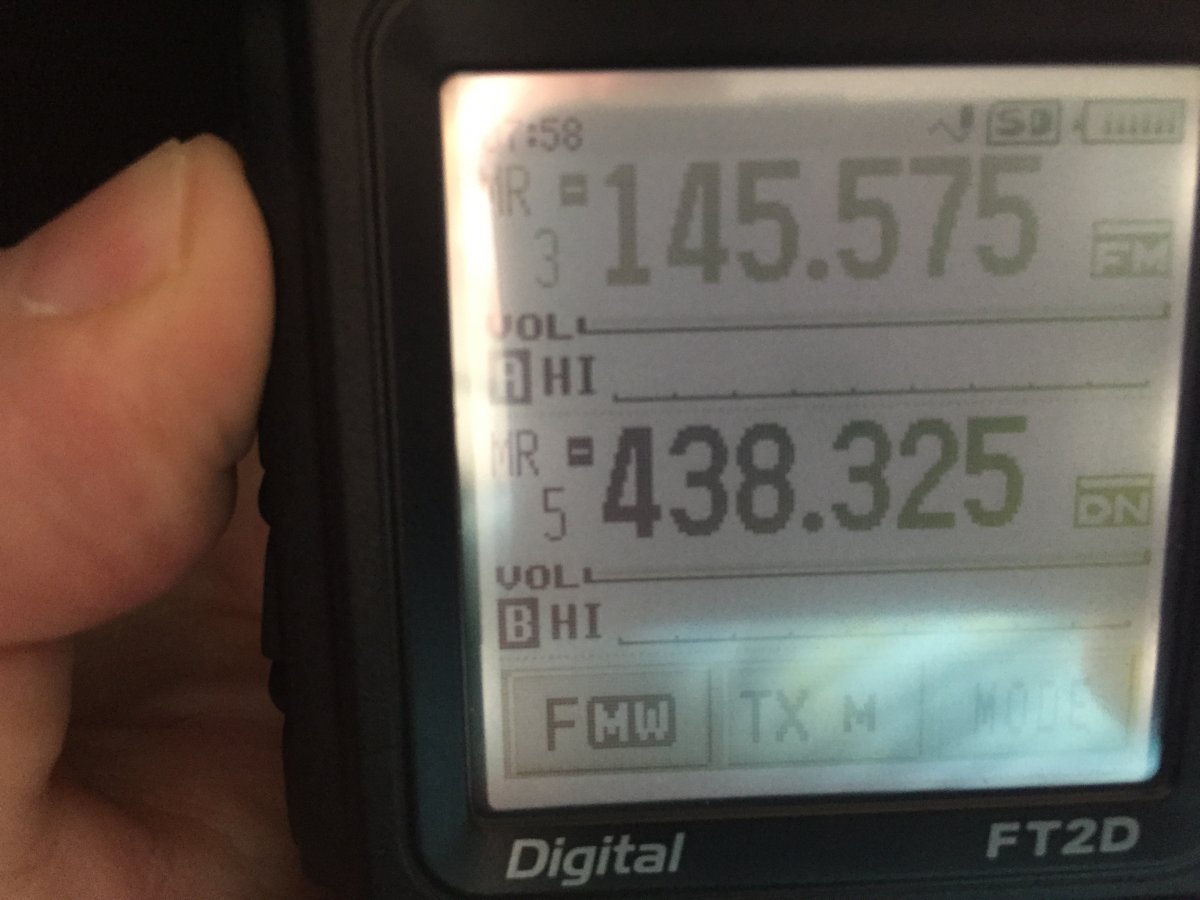 :58 SD
MR = 145.575
3 FM
VOL
A HI
MR = 438.325
5 DN
VOL
B HI
F MW TX M MODE
Digital FT2D